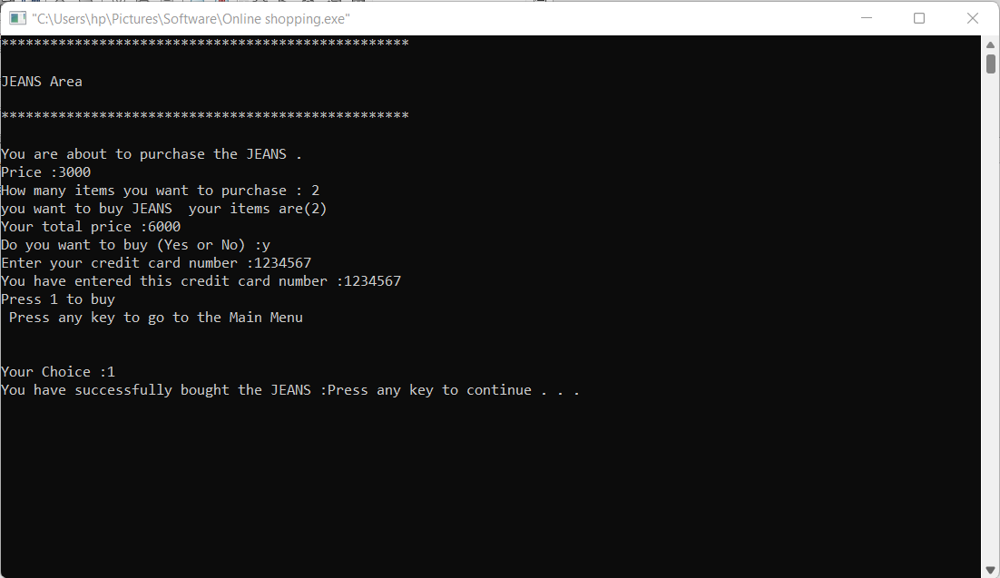 "C:\Users\hp\Pictures\Software\Online shopping.exe"
**************************************************
JEANS Area
**************************************************
You are about to purchase the JEANS .
Price :3000
How many items you want to purchase : 2
you want to buy JEANS  your items are(2)
Your total price :6000
Do you want to buy (Yes or No) :y
Enter your credit card number :1234567
You have entered this credit card number :1234567
Press 1 to buy
 Press any key to go to the Main Menu
Your Choice :1
You have successfully bought the JEANS :Press any key to continue . . .